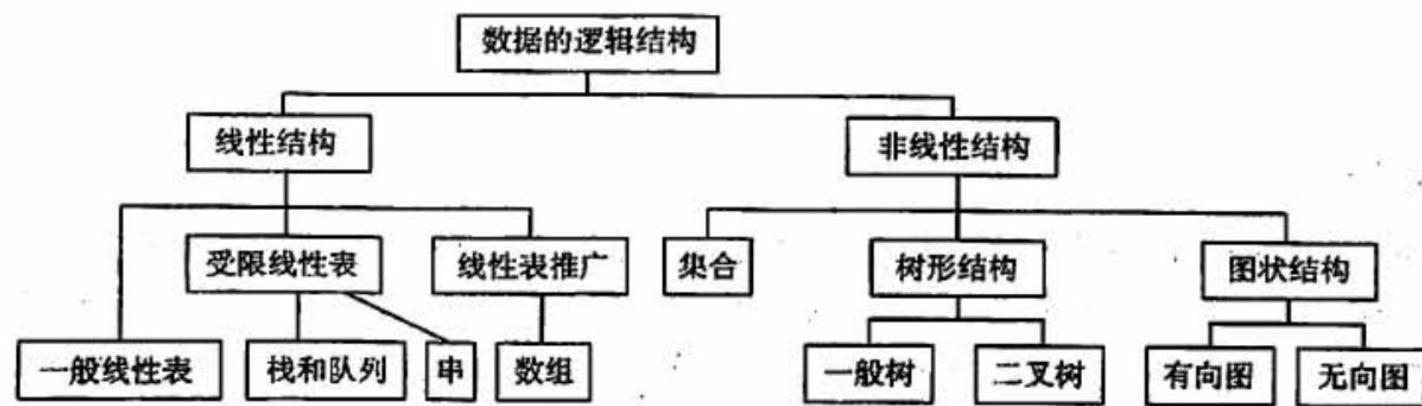 数据的逻辑结构
线性结构
非线性结构
受限线性表
线性表推广
集合
树形结构
图状结构
一般线性表
栈和队列
串
数组
一般树
二叉树
有向图
无向图